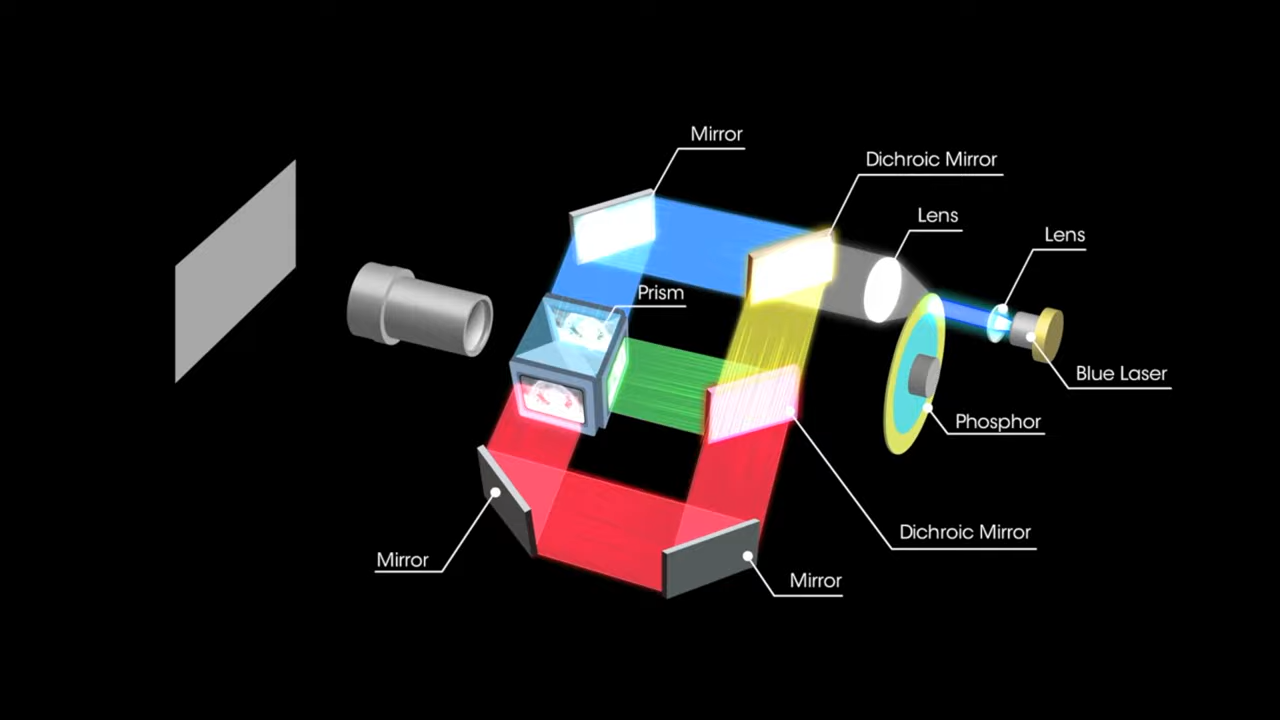 Mirror
Dichroic Mirror
Lens
Lens
Prism
Blue Laser
Phosphor
Dichroic Mirror
Mirror
Mirror